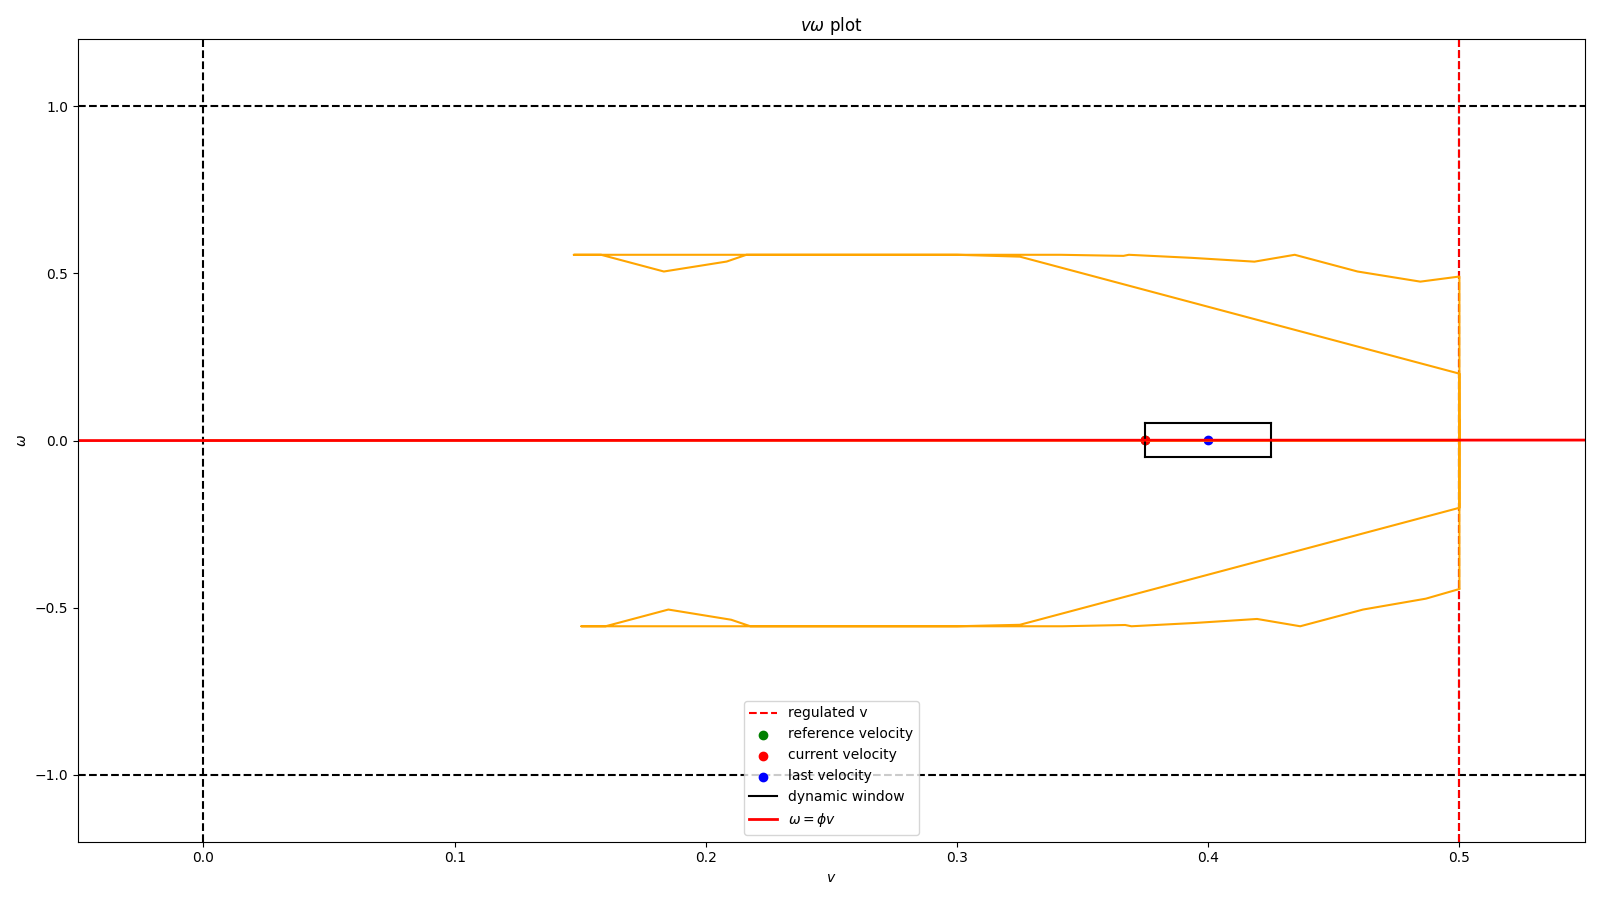 vω plot
1.0
0.5
0.0
−0.5
−1.0
ω
0.0 0.1 0.2 0.3 0.4 0.5
v
regulated v
reference velocity
current velocity
last velocity
dynamic window
ω = ϕv